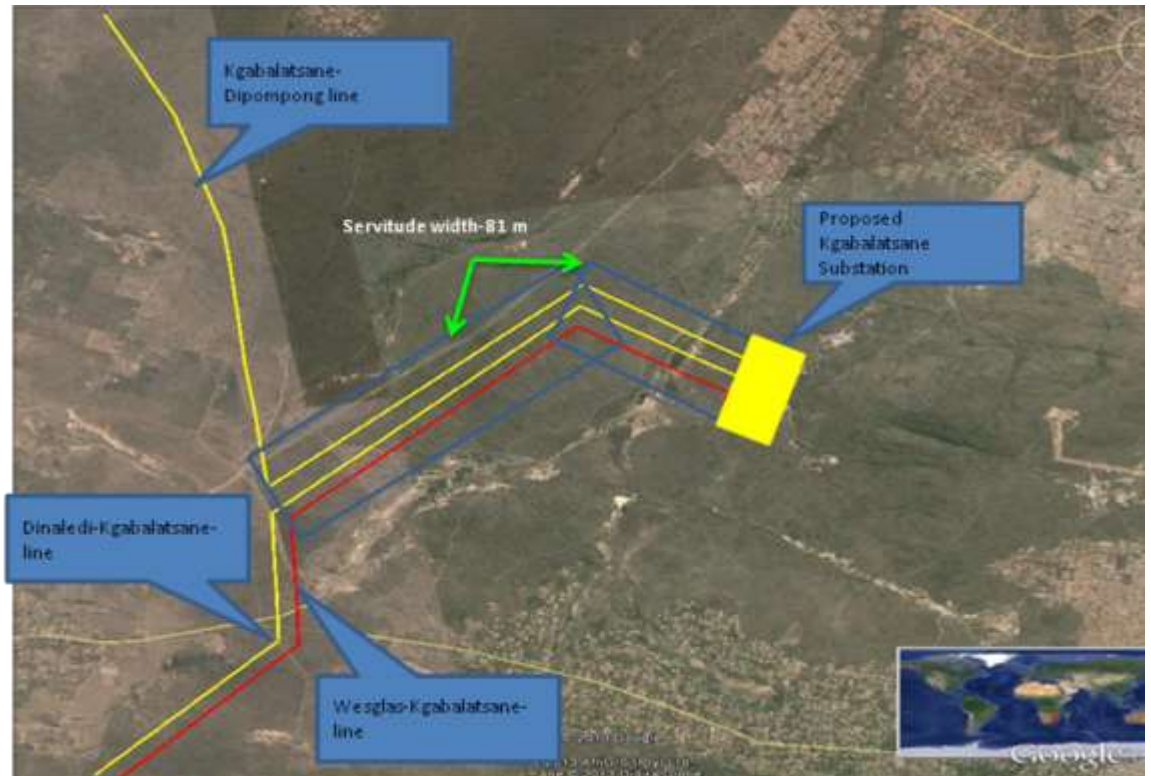 Kgabalatsane-
Dipompong line
Servitude width-81 m
Proposed
Kgabalatsane
Substation
Dinaledi-Kgabalatsane-
line
Wesglas-Kgabalatsane-
line
Google